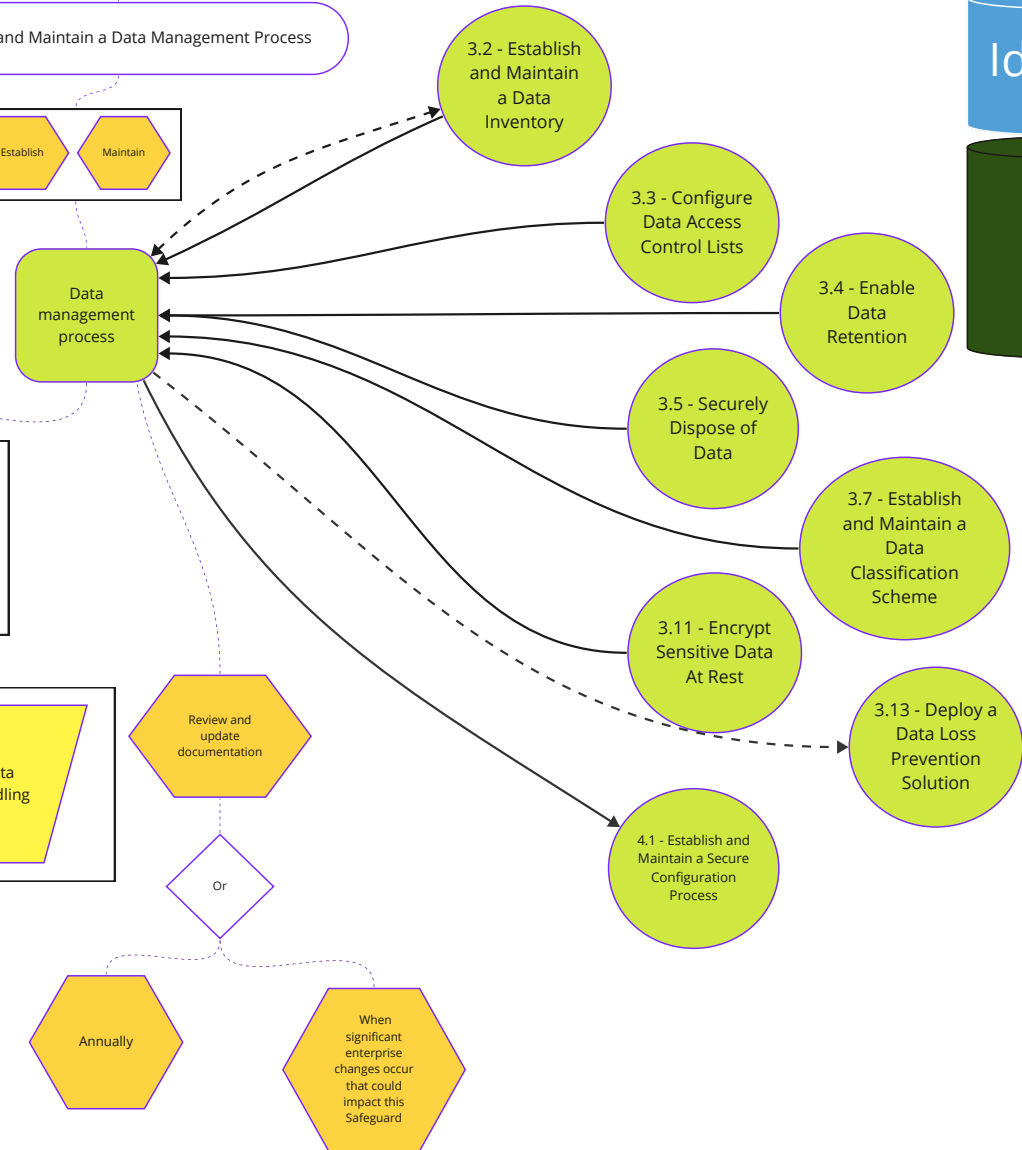 and Maintain a Data Management Process
3.2 - Establish
and Maintain
a Data
Inventory
Establish
Maintain
3.3 - Configure
Data Access
Control Lists
Data
management
process
3.4 - Enable
Data
Retention
3.5 - Securely
Dispose of
Data
3.7 - Establish
and Maintain a
Data
Classification
Scheme
3.11 - Encrypt
Sensitive Data
At Rest
3.13 - Deploy a
Data Loss
Prevention
Solution
Review and
update
documentation
4.1 - Establish and
Maintain a Secure
Configuration
Process
Or
Annually
When
significant
enterprise
changes occur
that could
impact this
Safeguard